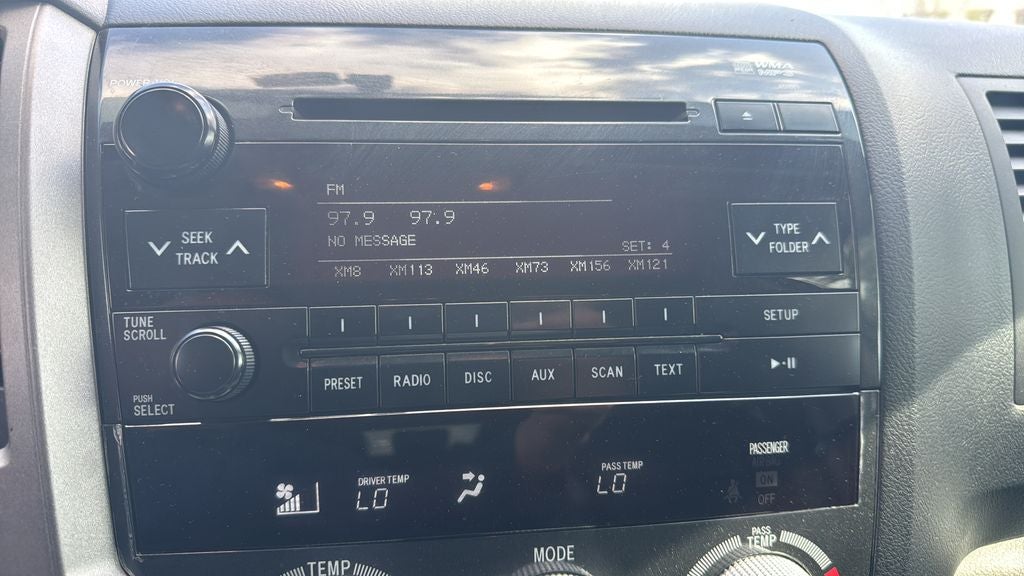 POWER
WMA
MP3
FM
97.9 97.9
NO MESSAGE
SET: 4
XM8 XM113 XM46 XM73 XM156 XM121
SEEK
TRACK
TYPE
FOLDER
TUNE
SCROLL
SETUP
PRESET RADIO DISC AUX SCAN TEXT
PUSH
SELECT
DRIVER TEMP
LO
PASS TEMP
LO
PASSENGER
ON
OFF
TEMP
MODE
PASS
TEMP